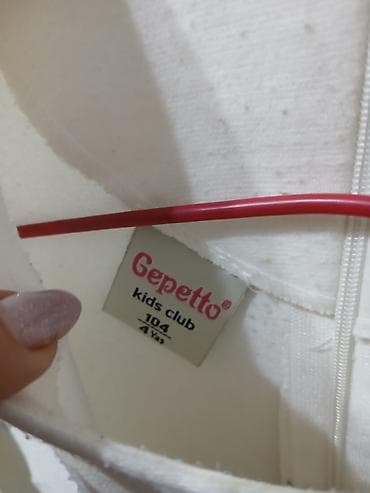 Gepetto®
kids club
104
4 Yaş